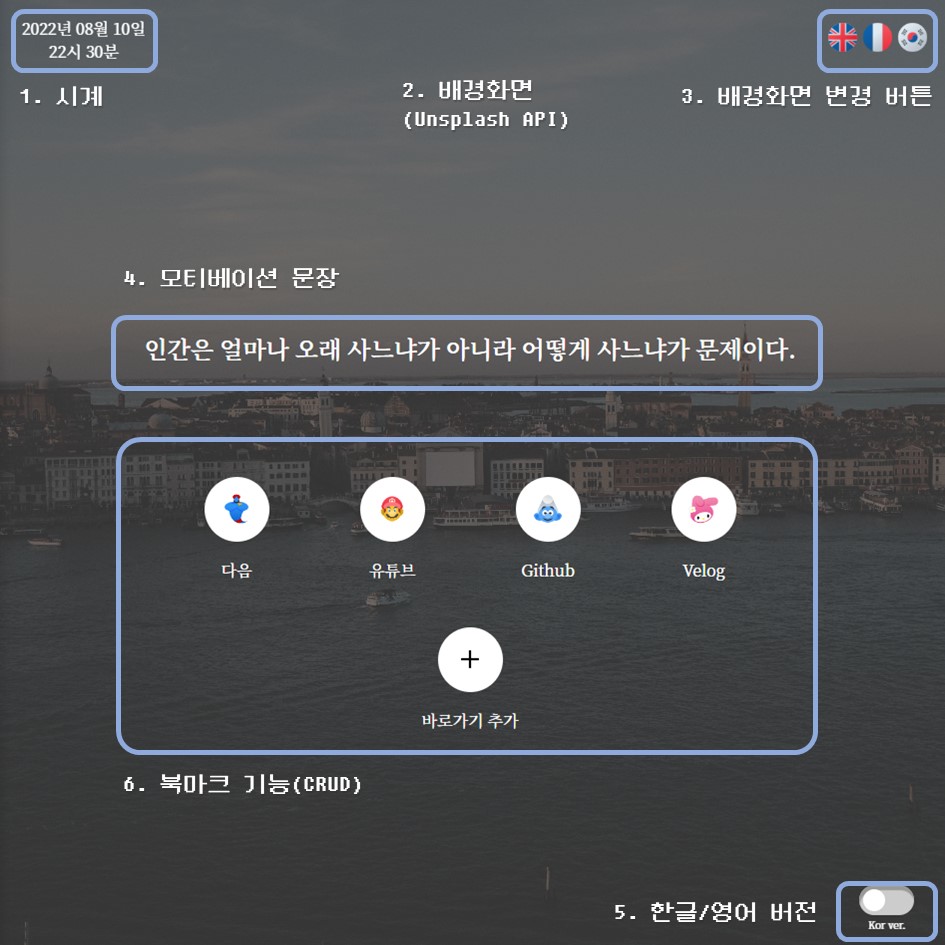 2022년 08월 10일
22시 30분
1. 시계
2. 배경화면
(Unsplash API)
3. 배경화면 변경 버튼
4. 모티베이션 문장
인간은 얼마나 오래 사느냐가 아니라 어떻게 사느냐가 문제이다.
다음
유튜브
Github
Velog
바로가기 추가
6. 북마크 기능(CRUD)
5. 한글/영어 버전
Kor ver.